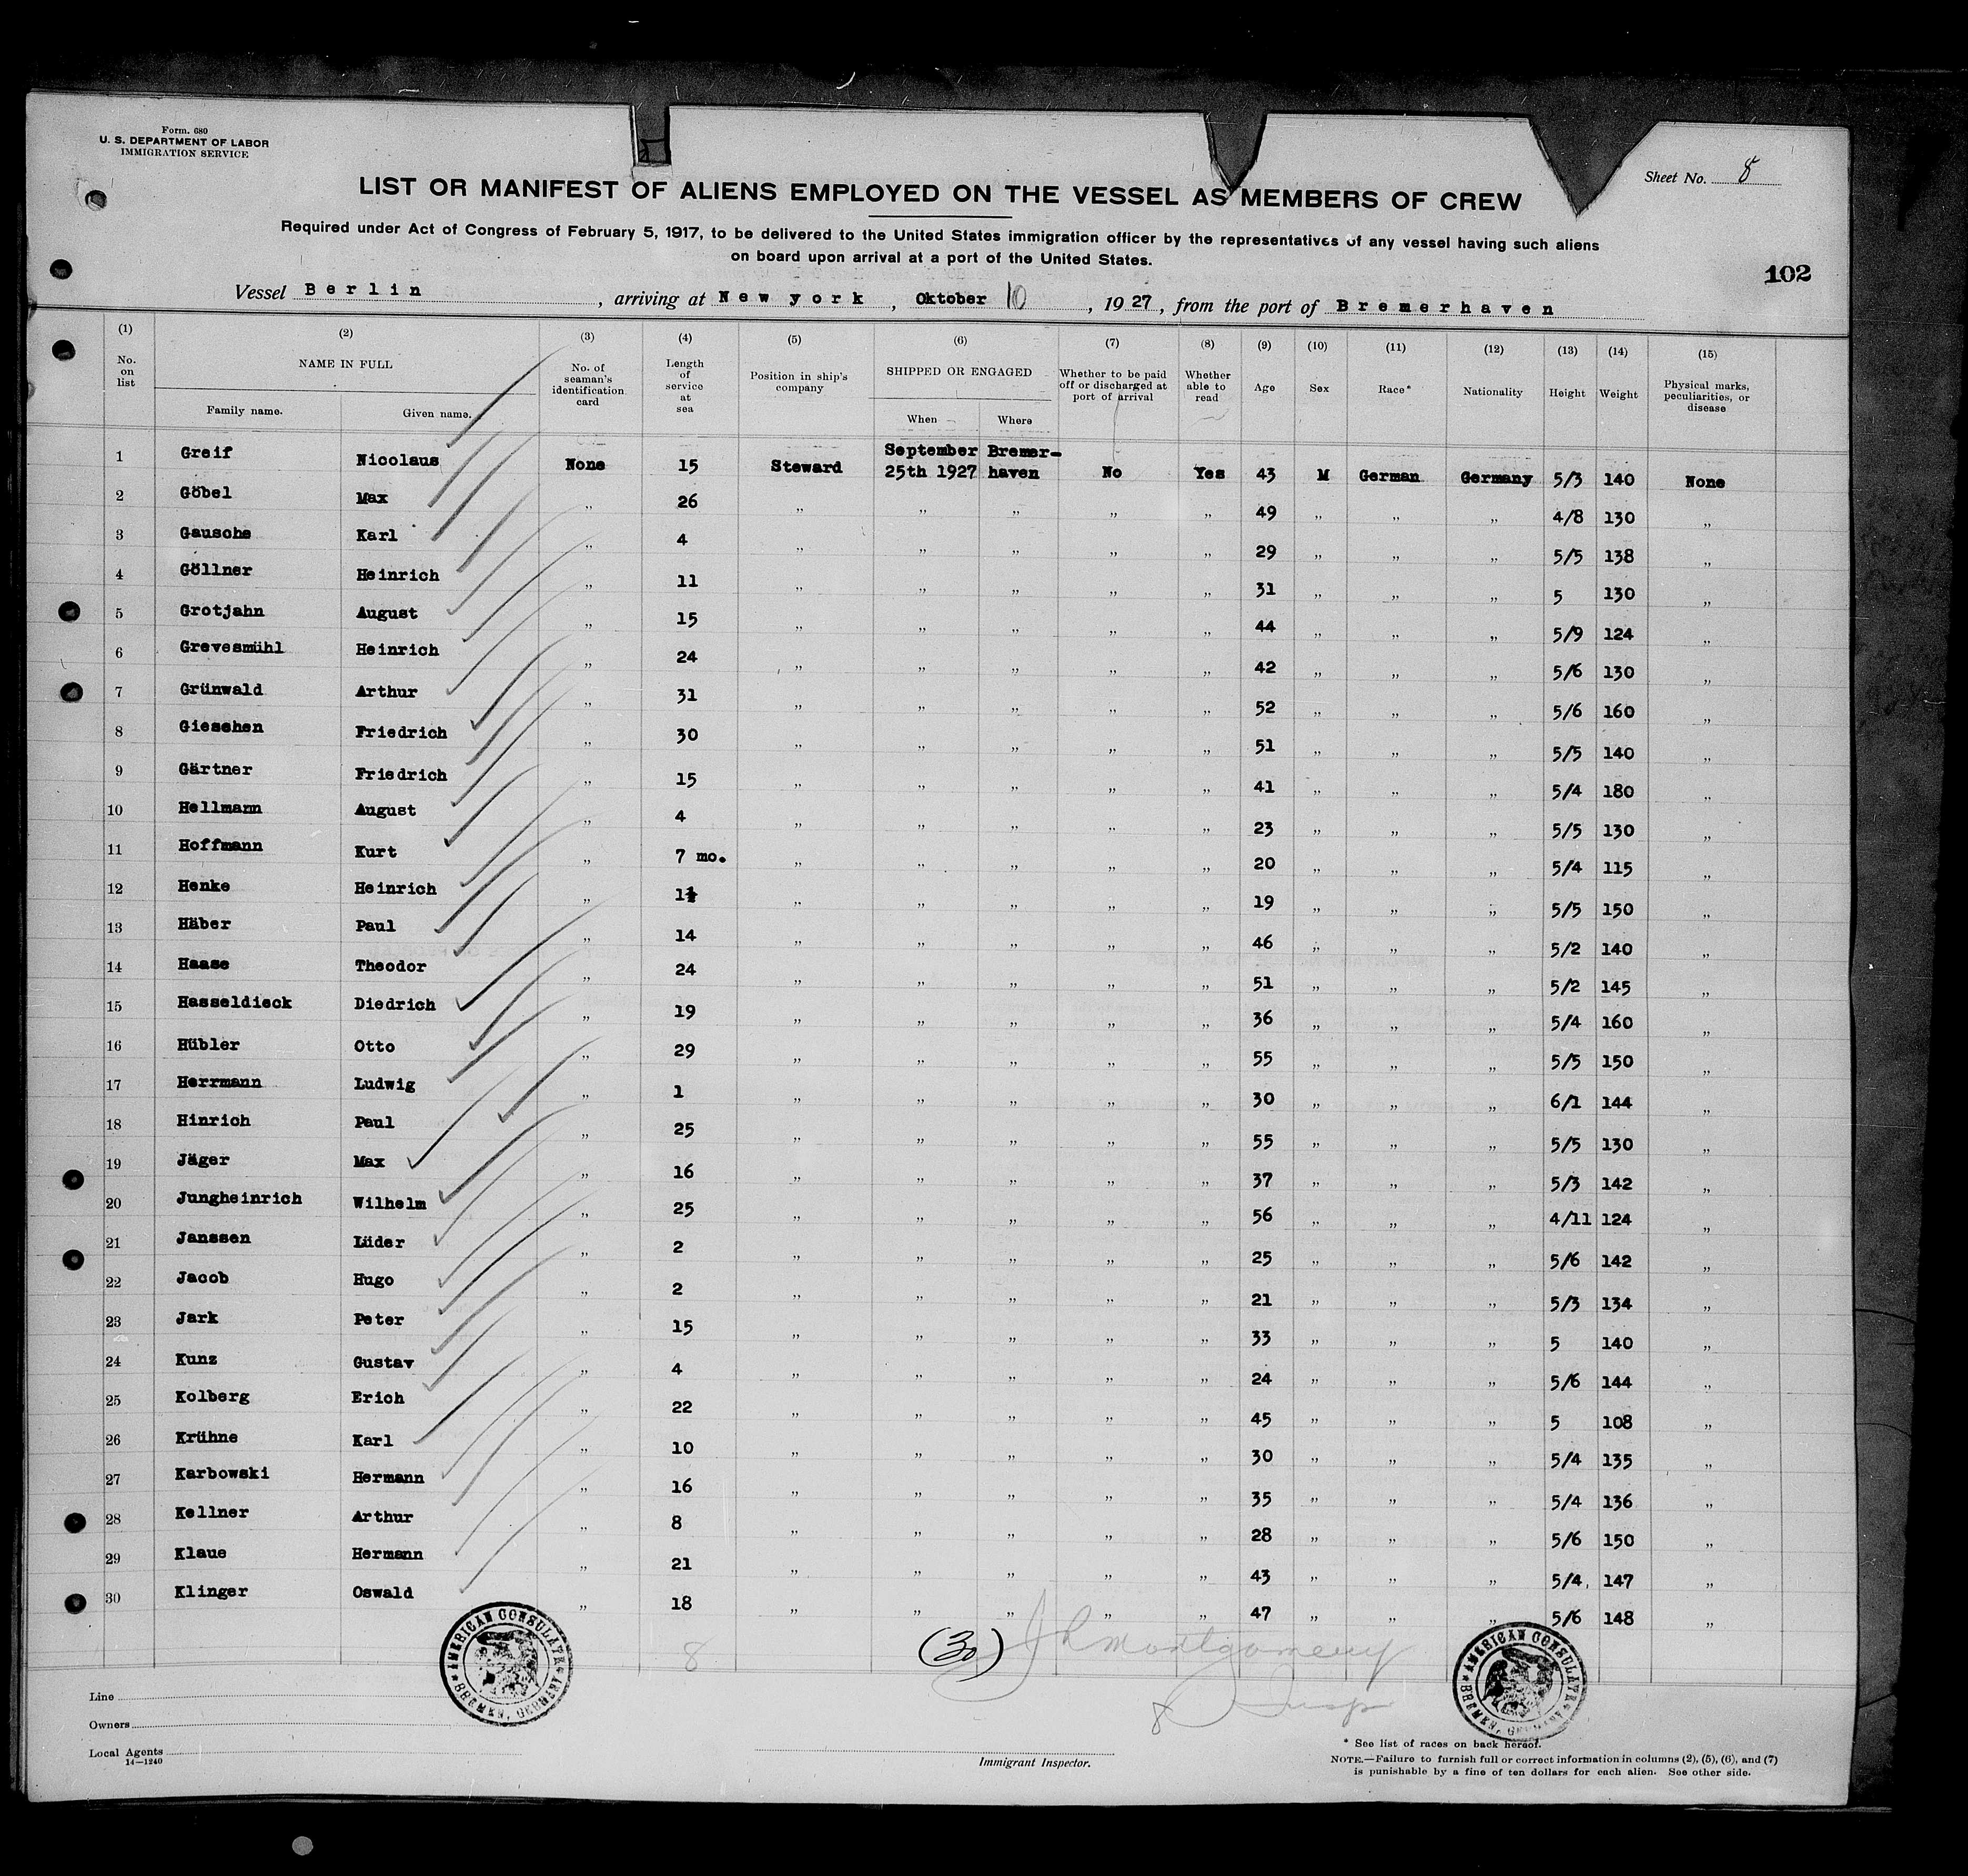 Form. 680
U. S. DEPARTMENT OF LABOR
IMMIGRATION SERVICE
Sheet No. 8
LIST OR MANIFEST OF ALIENS EMPLOYED ON THE VESSEL AS MEMBERS OF CREW
Required under Act of Congress of February 5, 1917, to be delivered to the United States immigration officer by the representatives of any vessel having such aliens
on board upon arrival at a port of the United States.
102
Vessel Berlin, arriving at New york, Oktober 10, 1927, from the port of Bremerhaven
(1) (2) (3) (4) (5) (6) (7) (8) (9) (10) (11) (12) (13) (14) (15)
No. on list NAME IN FULL Family name. Given name. No. of seaman's identification card Length of service at sea Position in ship's company SHIPPED OR ENGAGED When Where Whether to be paid off or discharged at port of arrival Whether able to read Age Sex Race* Nationality Height Weight Physical marks, peculiarities, or disease
1 Greif Nicolaus None 15 Steward September 25th 1927 Bremer-haven No Yes 43 M German Germany 5/3 140 None
2 Göbel Max „ 26 „ „ „ „ „ 49 „ „ „ 4/8 130 „
3 Gausche Karl „ 4 „ „ „ „ „ 29 „ „ „ 5/5 138 „
4 Göllner Heinrich „ 11 „ „ „ „ „ 31 „ „ „ 5 130 „
5 Grotjahn August „ 15 „ „ „ „ „ 44 „ „ „ 5/9 124 „
6 Grevesmühl Heinrich „ 24 „ „ „ „ „ 42 „ „ „ 5/6 130 „
7 Grünwald Arthur „ 31 „ „ „ „ „ 52 „ „ „ 5/6 160 „
8 Gieschen Friedrich „ 30 „ „ „ „ „ 51 „ „ „ 5/5 140 „
9 Gärtner Friedrich „ 15 „ „ „ „ „ 41 „ „ „ 5/4 180 „
10 Hellmann August „ 4 „ „ „ „ „ 23 „ „ „ 5/5 130 „
11 Hoffmann Kurt „ 7 mo. „ „ „ „ „ 20 „ „ „ 5/4 115 „
12 Henke Heinrich „ 1½ „ „ „ „ „ 19 „ „ „ 5/5 150 „
13 Häber Paul „ 14 „ „ „ „ „ 46 „ „ „ 5/2 140 „
14 Haase Theodor „ 24 „ „ „ „ „ 51 „ „ „ 5/2 145 „
15 Hasseldieck Diedrich „ 19 „ „ „ „ „ 36 „ „ „ 5/4 160 „
16 Hübler Otto „ 29 „ „ „ „ „ 55 „ „ „ 5/5 150 „
17 Herrmann Ludwig „ 1 „ „ „ „ „ 30 „ „ „ 6/1 144 „
18 Hinrich Paul „ 25 „ „ „ „ „ 55 „ „ „ 5/5 130 „
19 Jäger Max „ 16 „ „ „ „ „ 37 „ „ „ 5/3 142 „
20 Jungheinrich Wilhelm „ 25 „ „ „ „ „ 56 „ „ „ 4/11 124 „
21 Janssen Lüder „ 2 „ „ „ „ „ 25 „ „ „ 5/6 142 „
22 Jacob Hugo „ 2 „ „ „ „ „ 21 „ „ „ 5/3 134 „
23 Jark Peter „ 15 „ „ „ „ „ 33 „ „ „ 5 140 „
24 Kunz Gustav „ 4 „ „ „ „ „ 24 „ „ „ 5/6 144 „
25 Kolberg Erich „ 22 „ „ „ „ „ 45 „ „ „ 5 108 „
26 Krühne Karl „ 10 „ „ „ „ „ 30 „ „ „ 5/4 135 „
27 Karbowski Hermann „ 16 „ „ „ „ „ 35 „ „ „ 5/4 136 „
28 Kellner Arthur „ 8 „ „ „ „ „ 28 „ „ „ 5/6 150 „
29 Klaue Hermann „ 21 „ „ „ „ „ 43 „ „ „ 5/4 147 „
30 Klinger Oswald „ 18 „ „ „ „ „ 47 „ „ „ 5/6 148 „
8 (30) Montgomery
AMERICAN CONSULATE BREMEN, GERMANY
AMERICAN CONSULATE BREMEN, GERMANY
8 Insp
Line
Owners
Local Agents
14—1240
Immigrant Inspector.
* See list of races on back hereof.
NOTE.—Failure to furnish full or correct information in columns (2), (5), (6), and (7)
is punishable by a fine of ten dollars for each alien. See other side.